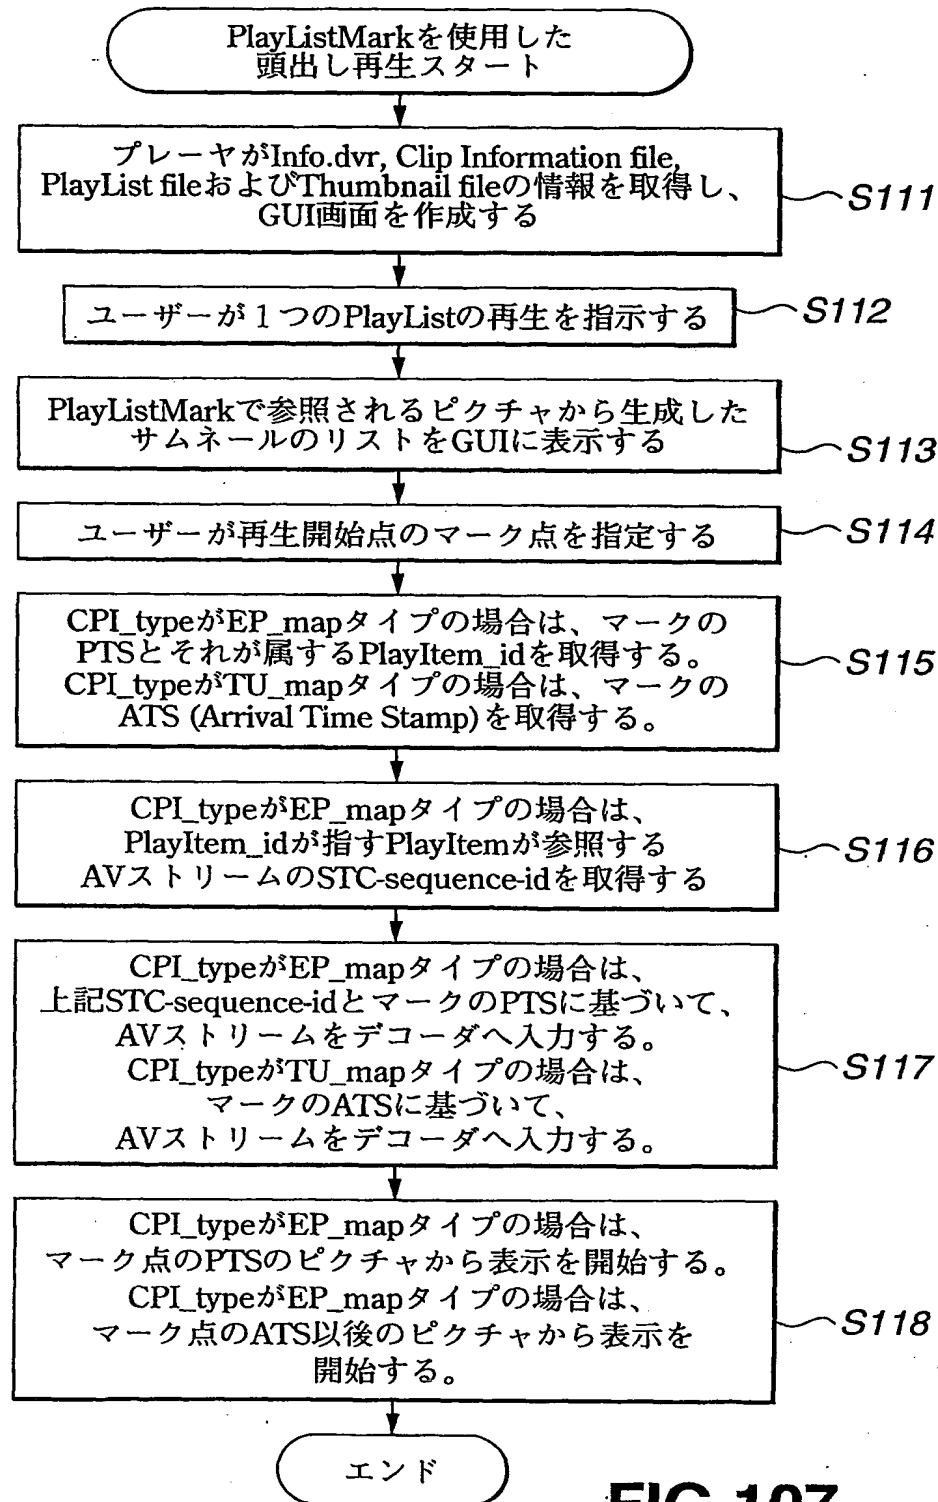 PlayListMarkを使用した
頭出し再生スタート
プレーヤがInfo.dvr, Clip Information file,
PlayList fileおよびThumbnail fileの情報を取得し、
GUI画面を作成する
S111
ユーザーが１つのPlayListの再生を指示する
S112
PlayListMarkで参照されるピクチャから生成した
サムネールのリストをGUIに表示する
S113
ユーザーが再生開始点のマーク点を指定する
S114
CPI_typeがEP_mapタイプの場合は、マークの
PTSとそれが属するPlayItem_idを取得する。
CPI_typeがTU_mapタイプの場合は、マークの
ATS (Arrival Time Stamp)を取得する。
S115
CPI_typeがEP_mapタイプの場合は、
PlayItem_idが指すPlayItemが参照する
AVストリームのSTC-sequence-idを取得する
S116
CPI_typeがEP_mapタイプの場合は、
上記STC-sequence-idとマークのPTSに基づいて、
AVストリームをデコーダへ入力する。
CPI_typeがTU_mapタイプの場合は、
マークのATSに基づいて、
AVストリームをデコーダへ入力する。
S117
CPI_typeがEP_mapタイプの場合は、
マーク点のPTSのピクチャから表示を開始する。
CPI_typeがEP_mapタイプの場合は、
マーク点のATS以後のピクチャから表示を
開始する。
S118
エンド
FIG.107